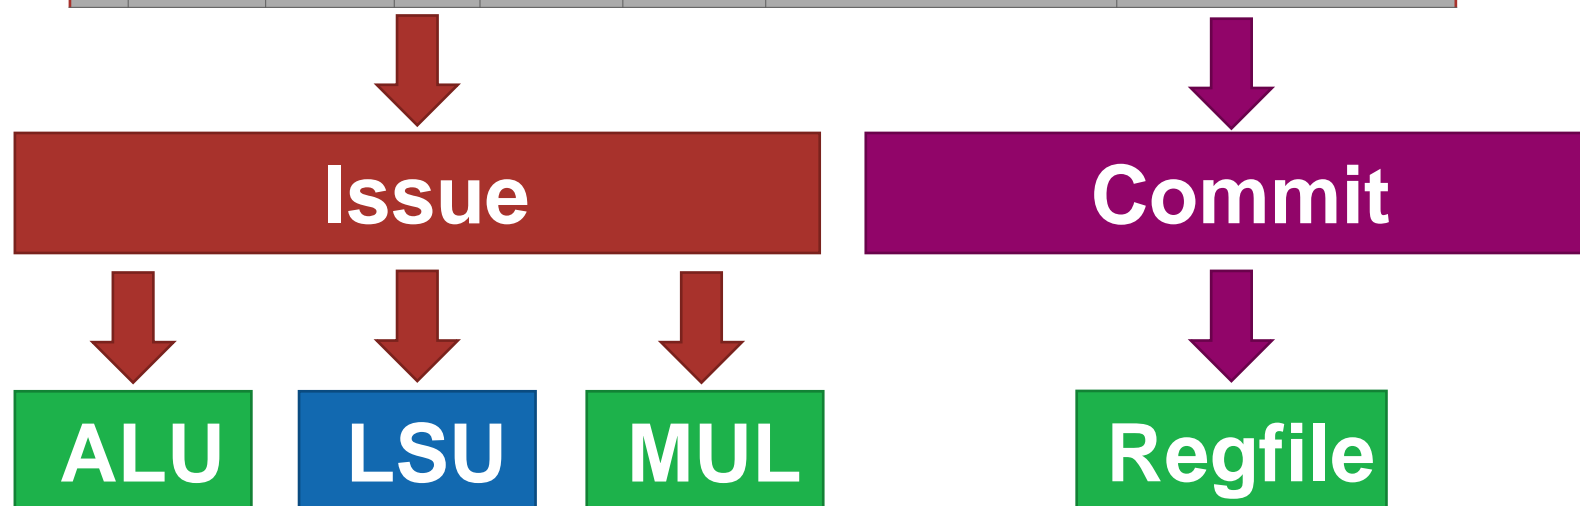 Issue
Commit
ALU
LSU
MUL
Regfile